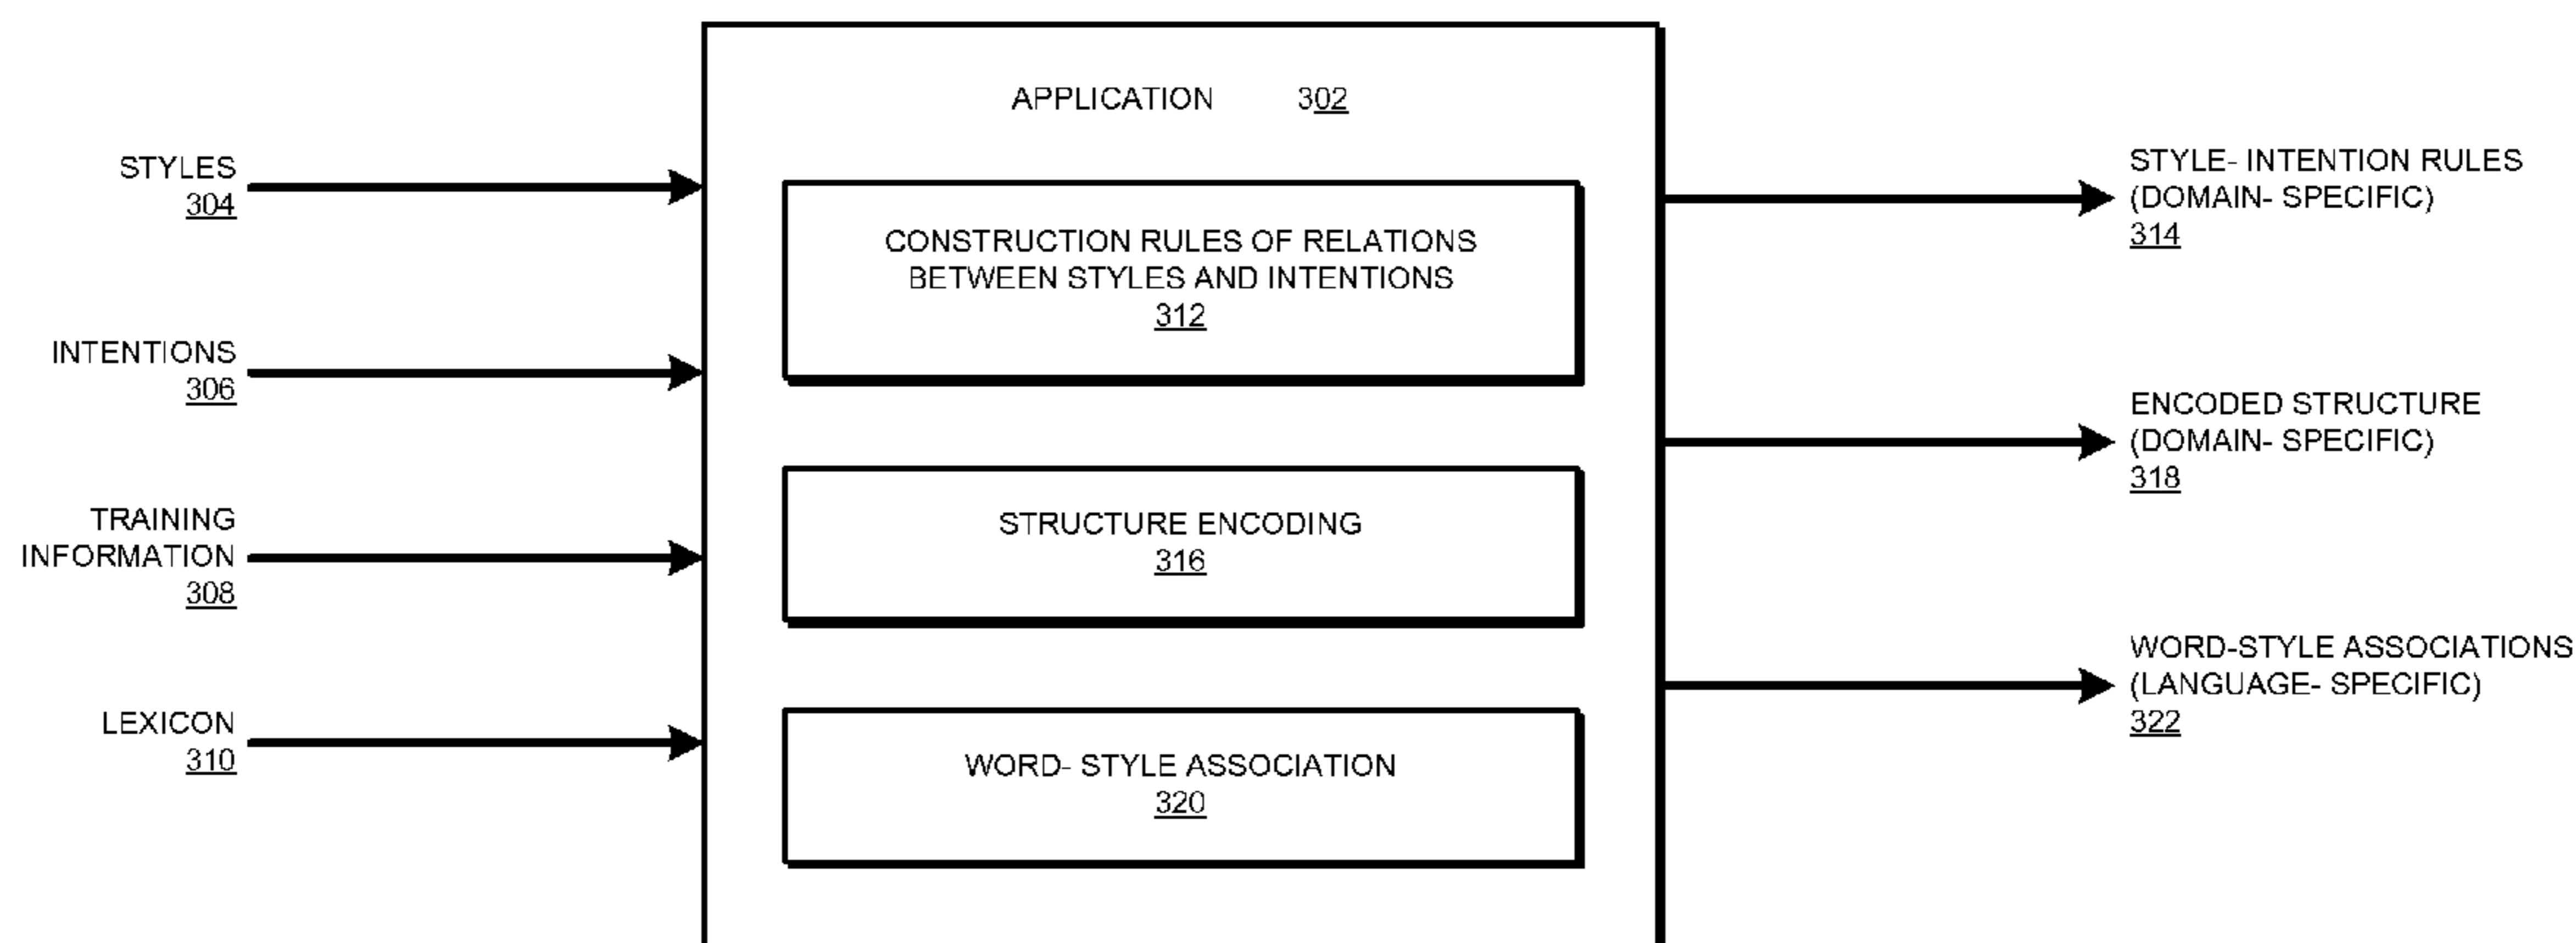 APPLICATION 302
STYLES
304
INTENTIONS
306
TRAINING
INFORMATION
308
LEXICON
310
CONSTRUCTION RULES OF RELATIONS
BETWEEN STYLES AND INTENTIONS
312
STRUCTURE ENCODING
316
WORD- STYLE ASSOCIATION
320
STYLE- INTENTION RULES
(DOMAIN- SPECIFIC)
314
ENCODED STRUCTURE
(DOMAIN- SPECIFIC)
318
WORD-STYLE ASSOCIATIONS
(LANGUAGE- SPECIFIC)
322